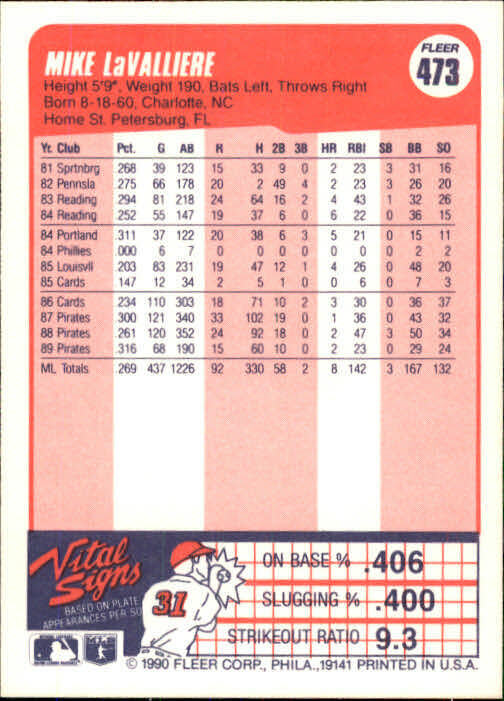 MIKE LaVALLIERE
FLEER
473
Height 5'9", Weight 190, Bats Left, Throws Right
Born 8-18-60, Charlotte, NC
Home St. Petersburg, FL
Yr. Club Pct. G AB R H 2B 3B HR RBI SB BB SO
81 Sprtnbrg .268 39 123 15 33 9 0 2 23 3 31 16
82 Pennsla .275 66 178 20 2 49 4 2 23 3 26 20
83 Reading .294 81 218 24 64 16 2 4 43 1 32 26
84 Reading .252 55 147 19 37 6 0 6 22 0 36 15
84 Portland .311 37 122 20 38 6 3 5 21 0 15 11
84 Phillies .000 6 7 0 0 0 0 0 0 0 2 2
85 Louisvll .203 83 231 19 47 12 1 4 26 0 48 20
85 Cards .147 12 34 2 5 1 0 0 6 0 7 3
86 Cards .234 110 303 18 71 10 2 3 30 0 36 37
87 Pirates .300 121 340 33 102 19 0 1 36 0 43 32
88 Pirates .261 120 352 24 92 18 0 2 47 3 50 34
89 Pirates .316 68 190 15 60 10 0 2 23 0 29 24
ML Totals .269 437 1226 92 330 58 2 8 142 3 167 132
Vital Signs
BASED ON PLATE
APPEARANCES PER SO
31
ON BASE % .406
SLUGGING % .400
STRIKEOUT RATIO 9.3
© 1990 FLEER CORP., PHILA., 19141 PRINTED IN U.S.A.